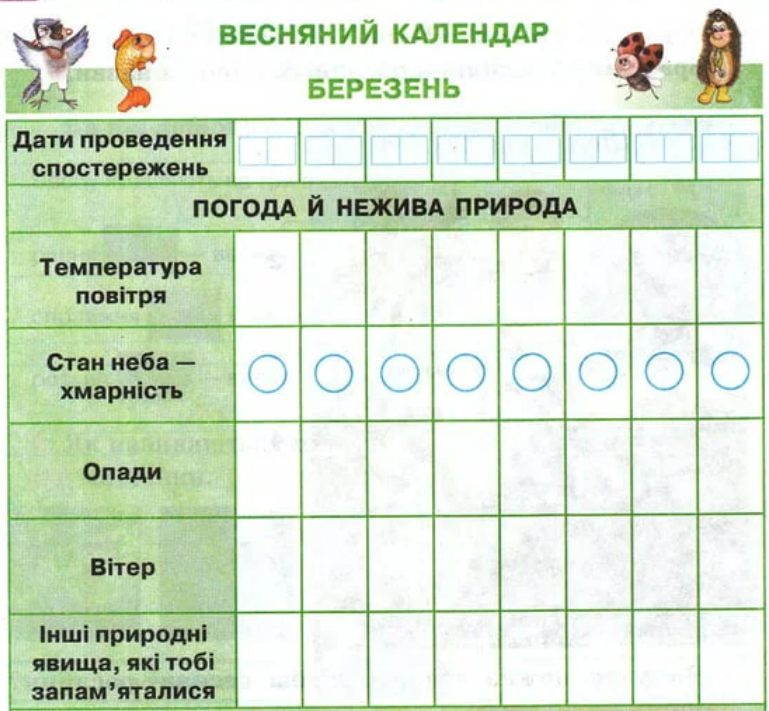 ВЕСНЯНИЙ КАЛЕНДАР
БЕРЕЗЕНЬ
Дати проведення
спостережень
ПОГОДА Й НЕЖИВА ПРИРОДА
Температура
повітря
Стан неба —
хмарність
Опади
Вітер
Інші природні
явища, які тобі
запам’яталися